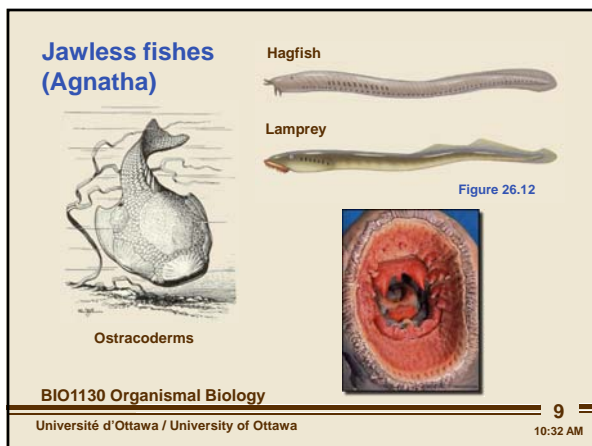 Jawless fishes
(Agnatha)
Hagfish
Lamprey
Figure 26.12
Ostracoderms
BIO1130 Organismal Biology
Université d'Ottawa / University of Ottawa
9
10:32 AM